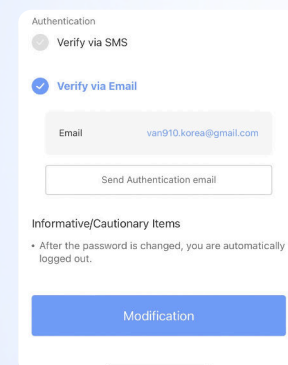 Authentication
Verify via SMS
Verify via Email
Email van910.korea@gmail.com
Send Authentication email
Informative/Cautionary Items
• After the password is changed, you are automatically
logged out.
Modification